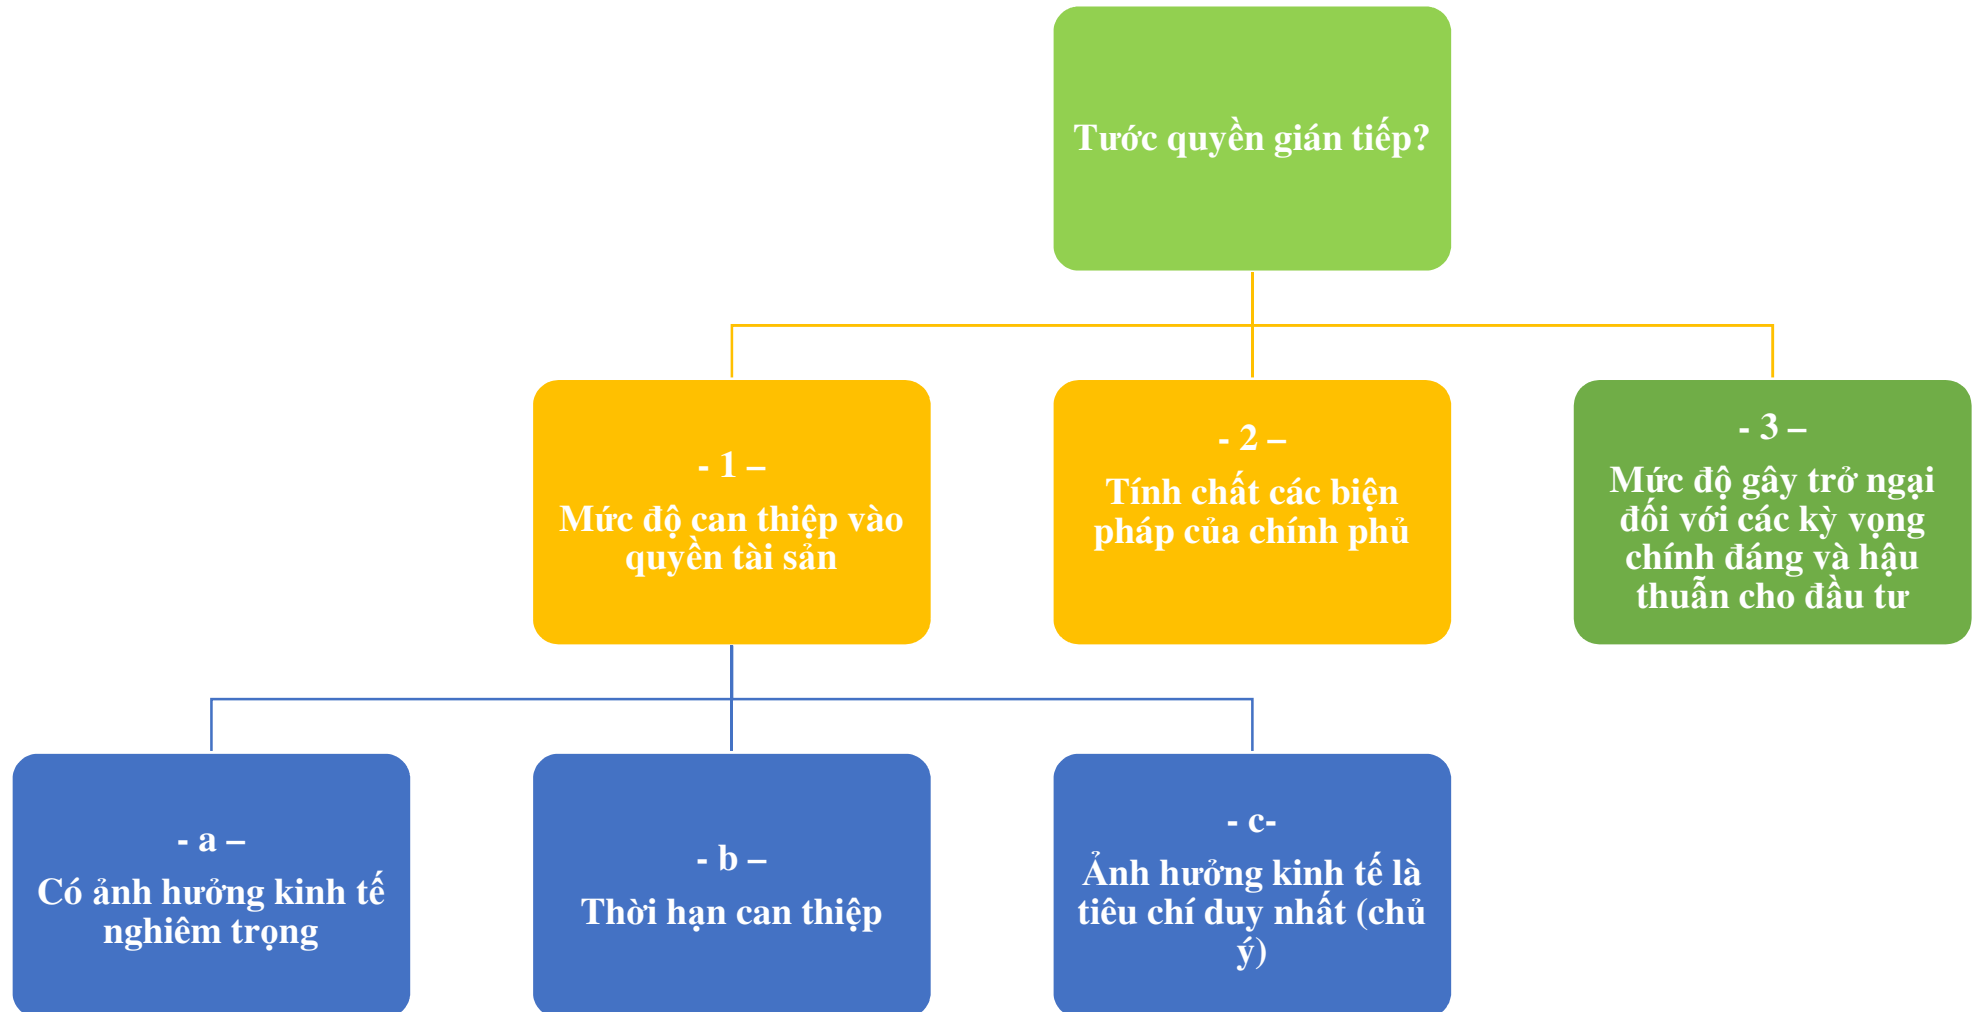 Tước quyền gián tiếp?
- 1 –
Mức độ can thiệp vào
quyền tài sản
- 2 –
Tính chất các biện
pháp của chính phủ
- 3 –
Mức độ gây trở ngại
đối với các kỳ vọng
chính đáng và hậu
thuẫn cho đầu tư
- a –
Có ảnh hưởng kinh tế
nghiêm trọng
- b –
Thời hạn can thiệp
- c-
Ảnh hưởng kinh tế là
tiêu chí duy nhất (chủ
ý)